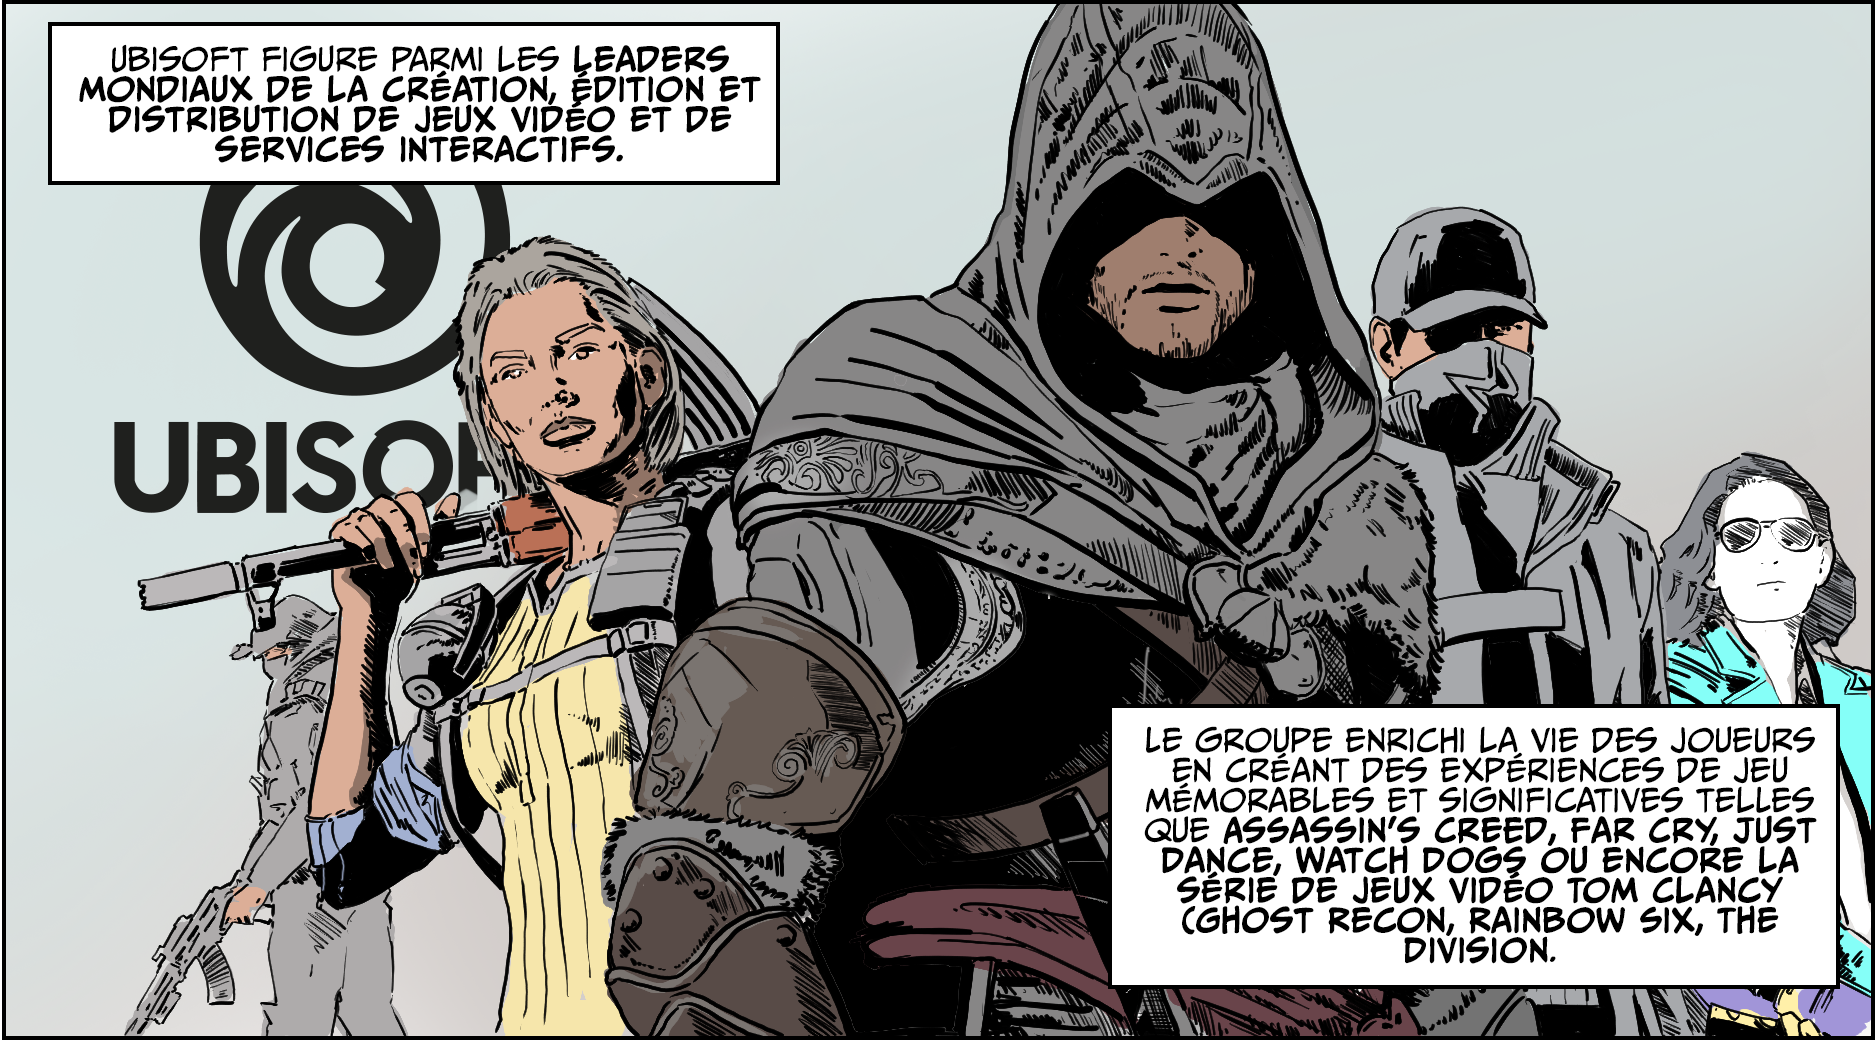 UBISOFT FIGURE PARMI LES LEADERS
MONDIAUX DE LA CRÉATION, ÉDITION ET
DISTRIBUTION DE JEUX VIDÉO ET DE
SERVICES INTERACTIFS.
UBISOF
LE GROUPE ENRICHI LA VIE DES JOUEURS
EN CRÉANT DES EXPÉRIENCES DE JEU
MÉMORABLES ET SIGNIFICATIVES TELLES
QUE ASSASSIN'S CREED, FAR CRY, JUST
DANCE, WATCH DOGS OU ENCORE LA
SÉRIE DE JEUX VIDÉO TOM CLANCY
(GHOST RECON, RAINBOW SIX, THE
DIVISION.